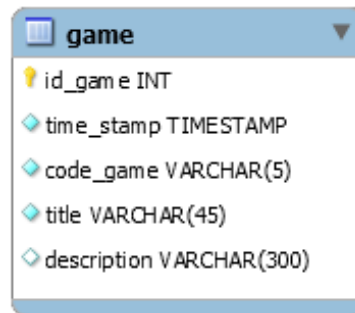 game
id_game INT
time_stamp TIMESTAMP
code_game VARCHAR(5)
title VARCHAR(45)
description VARCHAR(300)